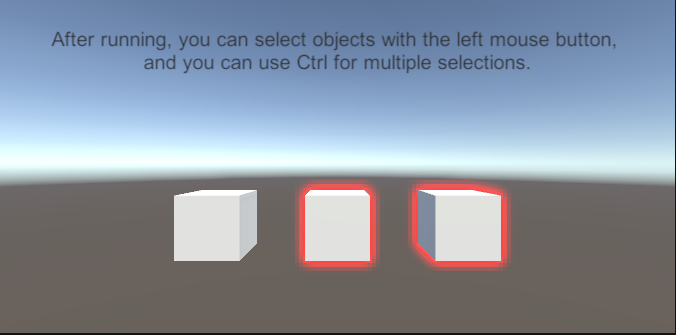 After running, you can select objects with the left mouse button,
and you can use Ctrl for multiple selections.